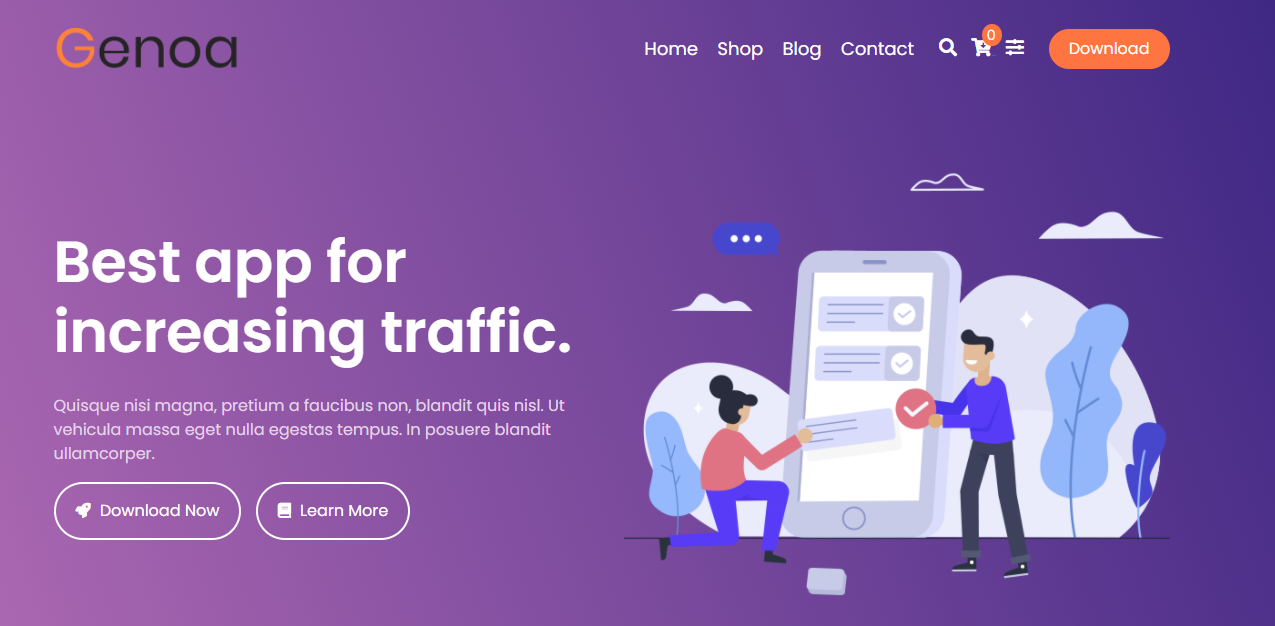 Genoa
Home Shop Blog Contact 0 Download
Best app for
increasing traffic.
Quisque nisi magna, pretium a faucibus non, blandit quis nisl. Ut
vehicula massa eget nulla egestas tempus. In posuere blandit
ullamcorper.
Download Now Learn More